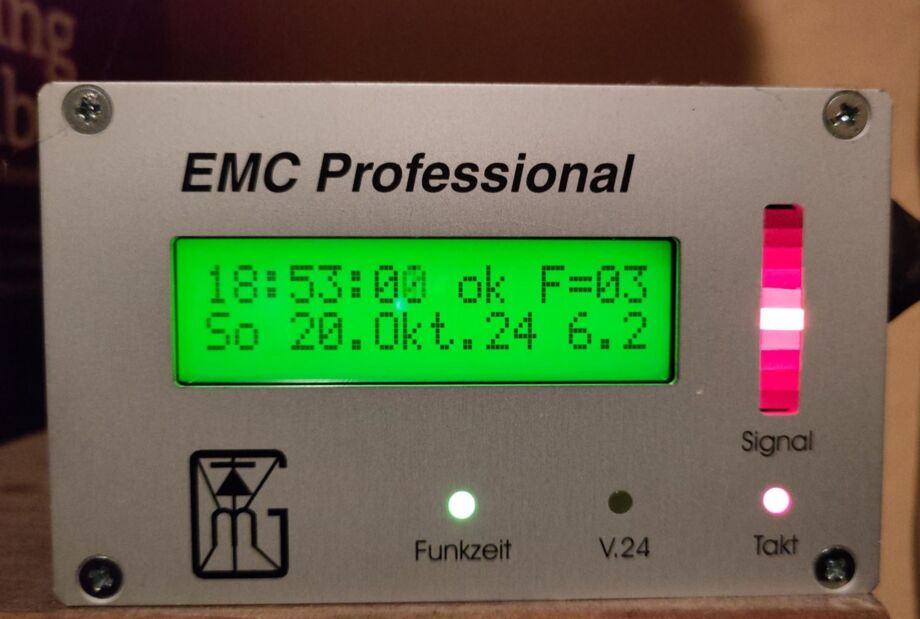 EMC Professional
18:53:00 ok F=03
So 20.Okt.24 6.2
Signal
Funkzeit
V.24
Takt